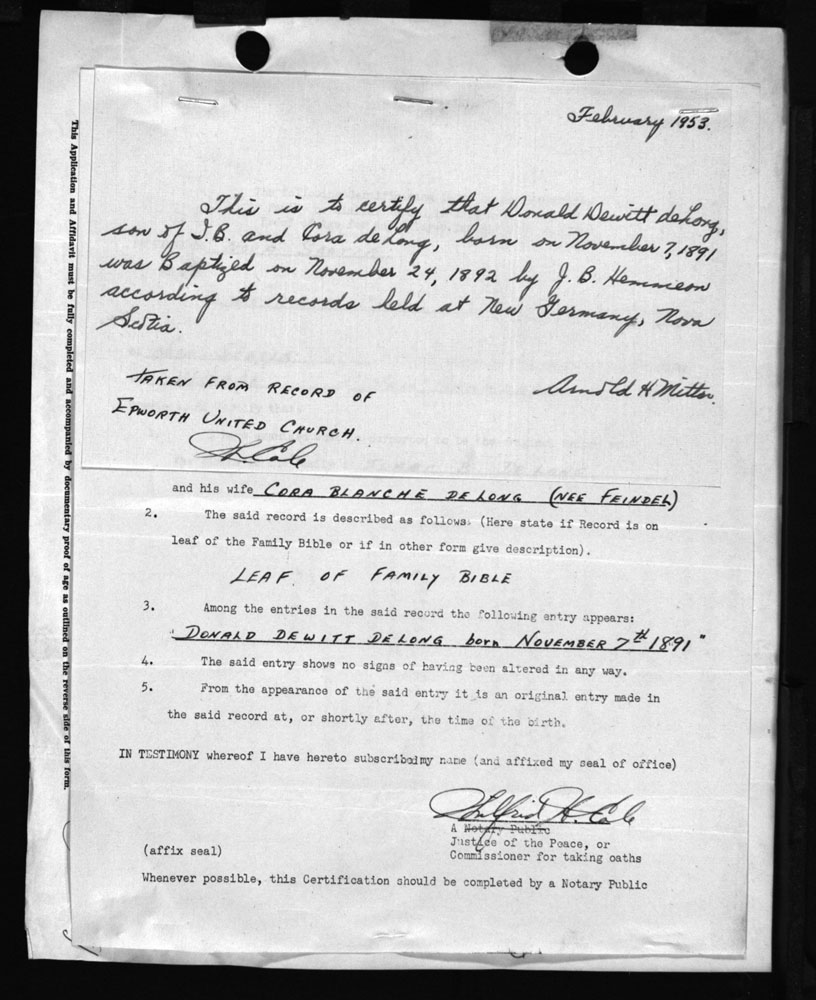 February 1953.
This is to certify that Donald Dewitt deLong,
son of J.B. and Cora deLong, born on November 7, 1891
was Baptized on November 24, 1892 by J. B. Hemmeon
according to records held at New Germany, Nova
Scotia.
Arnold H Mitton.
TAKEN FROM RECORD OF
EPWORTH UNITED CHURCH.
Cole
and his wife CORA BLANCHE DE LONG (NEE FEINDEL)
2. The said record is described as follows: (Here state if Record is on
leaf of the Family Bible or if in other form give description).
LEAF OF FAMILY BIBLE
3. Among the entries in the said record the following entry appears:
"DONALD DEWITT DELONG born NOVEMBER 7th 1891"
4. The said entry shows no signs of having been altered in any way.
5. From the appearance of the said entry it is an original entry made in
the said record at, or shortly after, the time of the birth.
IN TESTIMONY whereof I have hereto subscribed my name (and affixed my seal of office)
Wilfrid H. Cole
A Notary Public
Justice of the Peace, or
Commissioner for taking oaths
(affix seal)
Whenever possible, this Certification should be completed by a Notary Public
This Application and Affidavit must be fully completed and accompanied by documentary proof of age as outlined on the reverse side of this form.